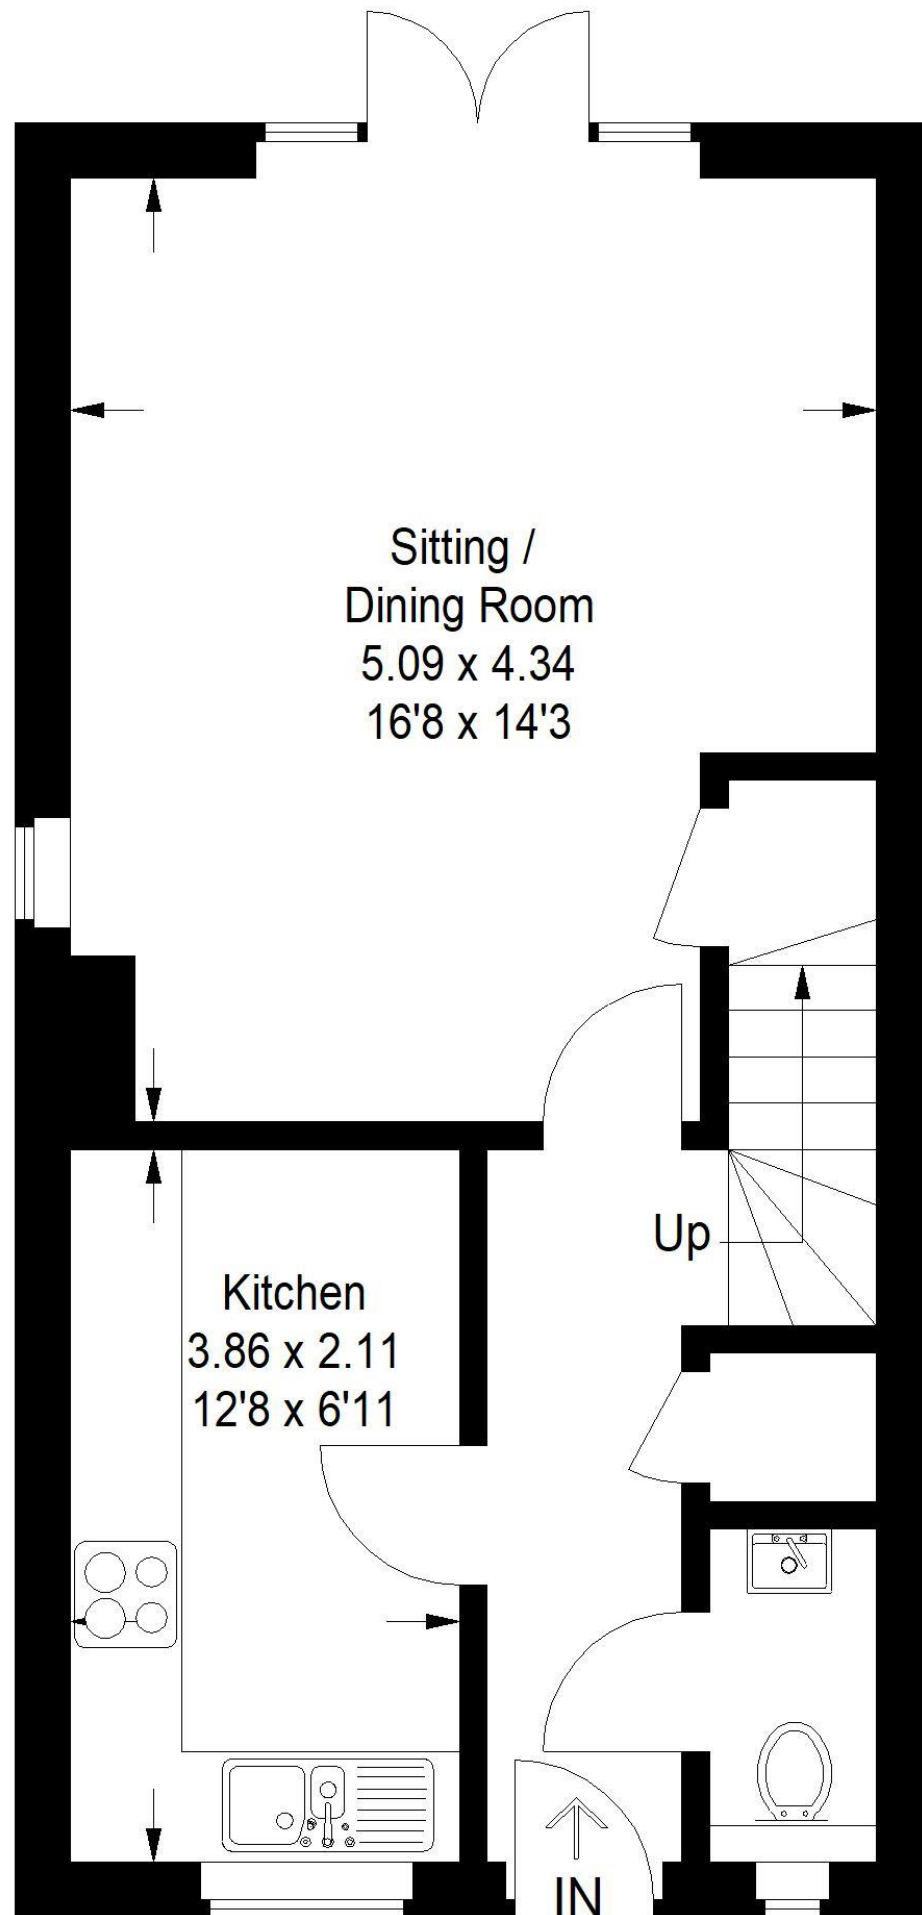 Sitting /
Dining Room
5.09 x 4.34
16'8 x 14'3
Up
Kitchen
3.86 x 2.11
12'8 x 6'11
IN